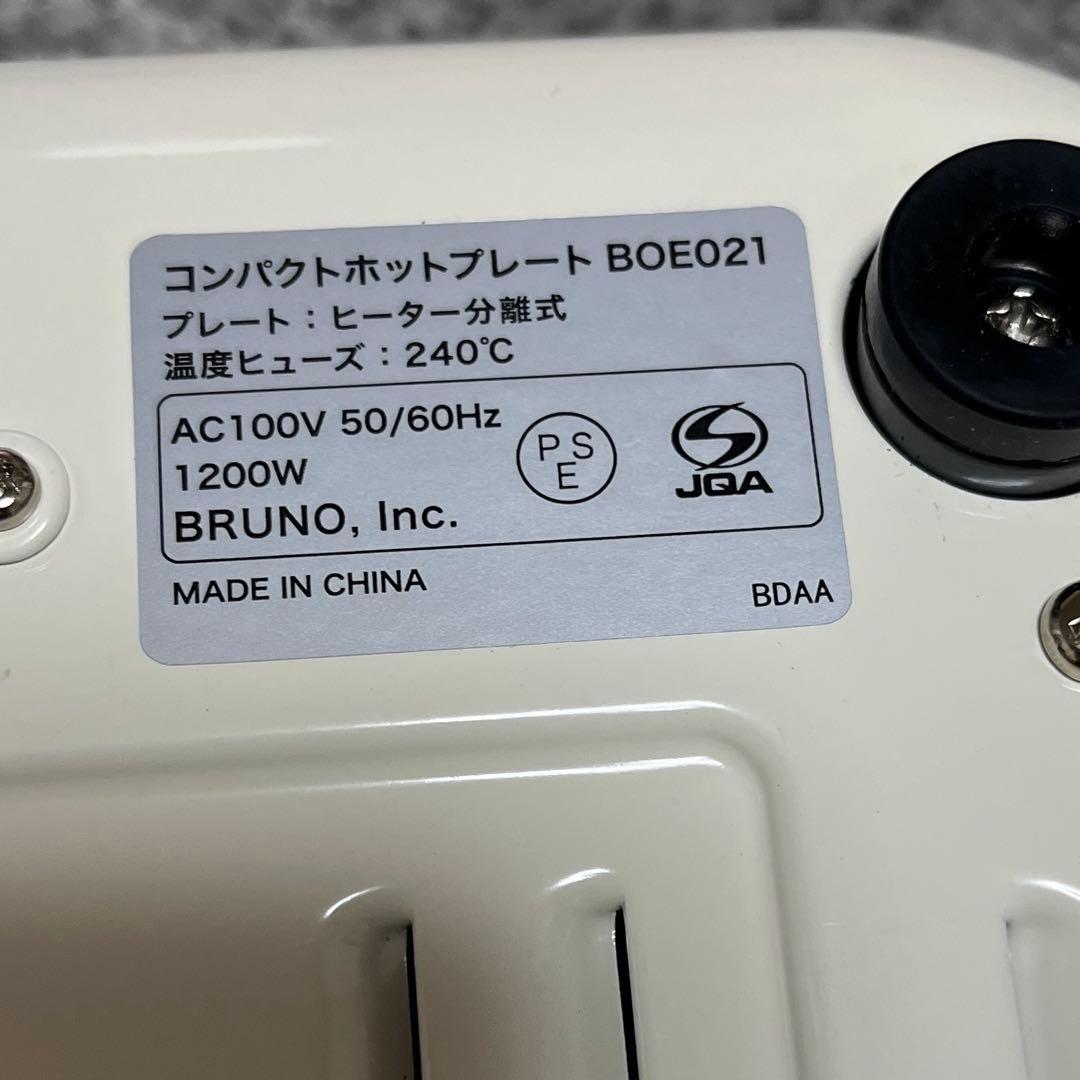 コンパクトホットプレート BOE021
プレート：ヒーター分離式
温度ヒューズ：240℃
AC100V 50/60Hz
1200W
BRUNO, Inc.
PSE
JQA
MADE IN CHINA
BDAA